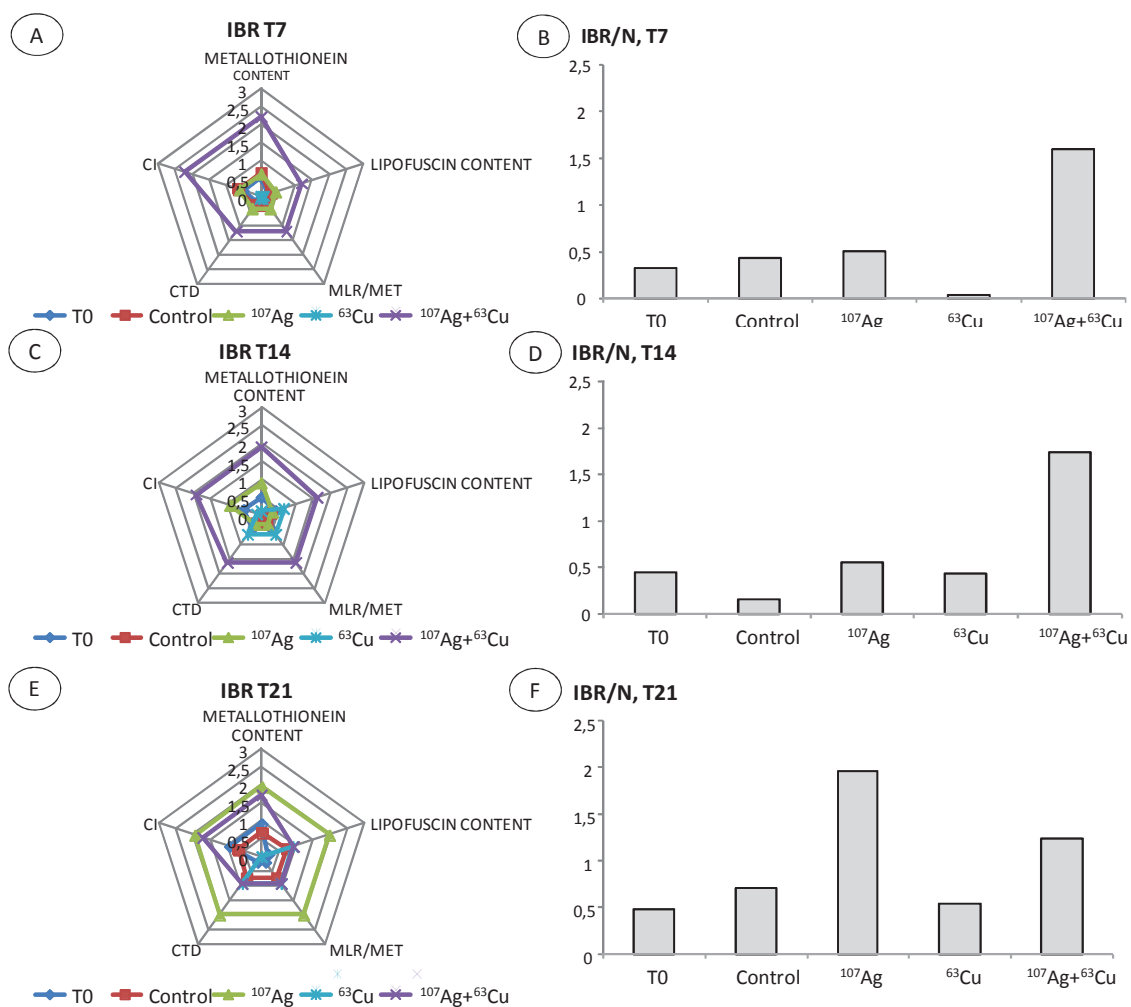 A
IBR T7
METALLOTHIONEIN
CONTENT
3
2,5
2
1,5
1
0,5
0
CI
LIPOFUSCIN CONTENT
CTD
MLR/MET
T0 Control ¹⁰⁷Ag ⁶³Cu ¹⁰⁷Ag+⁶³Cu
B
IBR/N, T7
2,5
2
1,5
1
0,5
0
T0 Control ¹⁰⁷Ag ⁶³Cu ¹⁰⁷Ag+⁶³Cu
C
IBR T14
METALLOTHIONEIN
CONTENT
3
2,5
2
1,5
1
0,5
0
CI
LIPOFUSCIN CONTENT
CTD
MLR/MET
T0 Control ¹⁰⁷Ag ⁶³Cu ¹⁰⁷Ag+⁶³Cu
D
IBR/N, T14
2,5
2
1,5
1
0,5
0
T0 Control ¹⁰⁷Ag ⁶³Cu ¹⁰⁷Ag+⁶³Cu
E
IBR T21
METALLOTHIONEIN
CONTENT
3
2,5
2
1,5
1
0,5
0
CI
LIPOFUSCIN CONTENT
CTD
MLR/MET
T0 Control ¹⁰⁷Ag ⁶³Cu ¹⁰⁷Ag+⁶³Cu
F
IBR/N, T21
2,5
2
1,5
1
0,5
0
T0 Control ¹⁰⁷Ag ⁶³Cu ¹⁰⁷Ag+⁶³Cu